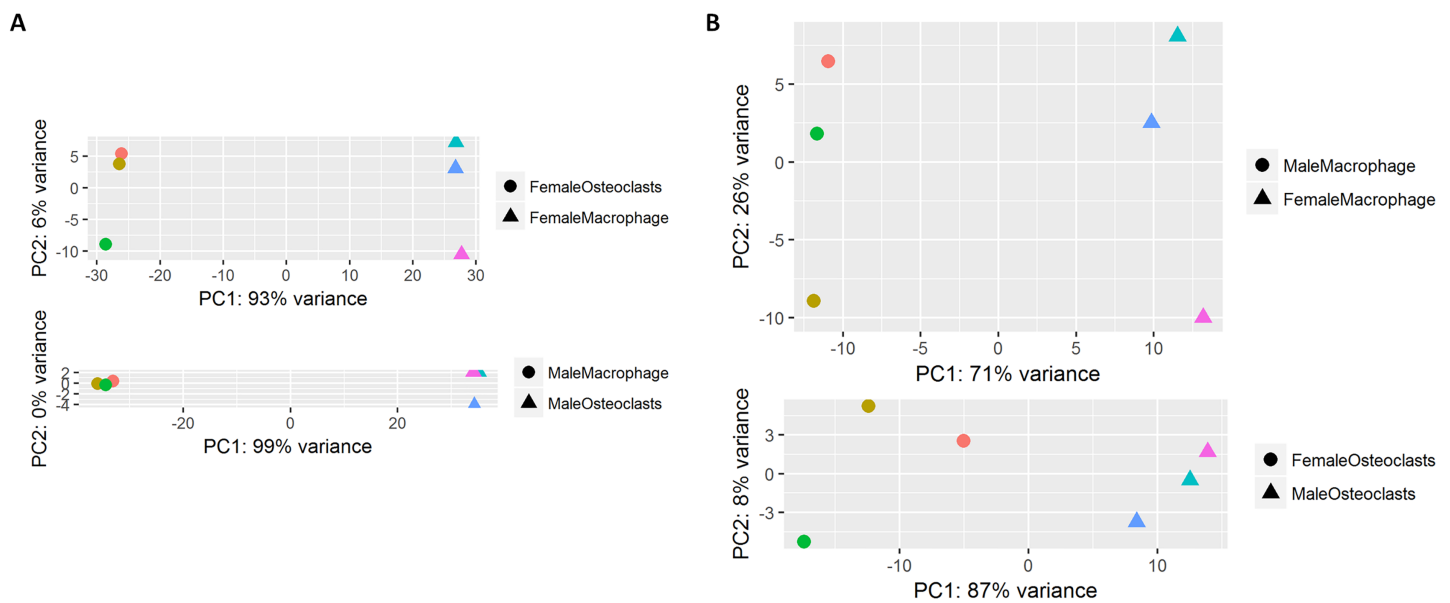 A
PC2: 6% variance
5
0
-5
-10
-30
-20
-10
0
10
20
30
PC1: 93% variance
FemaleOsteoclasts
FemaleMacrophage
PC2: 0% variance
2
0
-2
-4
-20
0
20
PC1: 99% variance
MaleMacrophage
MaleOsteoclasts
B
PC2: 26% variance
5
0
-5
-10
-10
-5
0
5
10
PC1: 71% variance
MaleMacrophage
FemaleMacrophage
PC2: 8% variance
3
0
-3
-10
0
10
PC1: 87% variance
FemaleOsteoclasts
MaleOsteoclasts